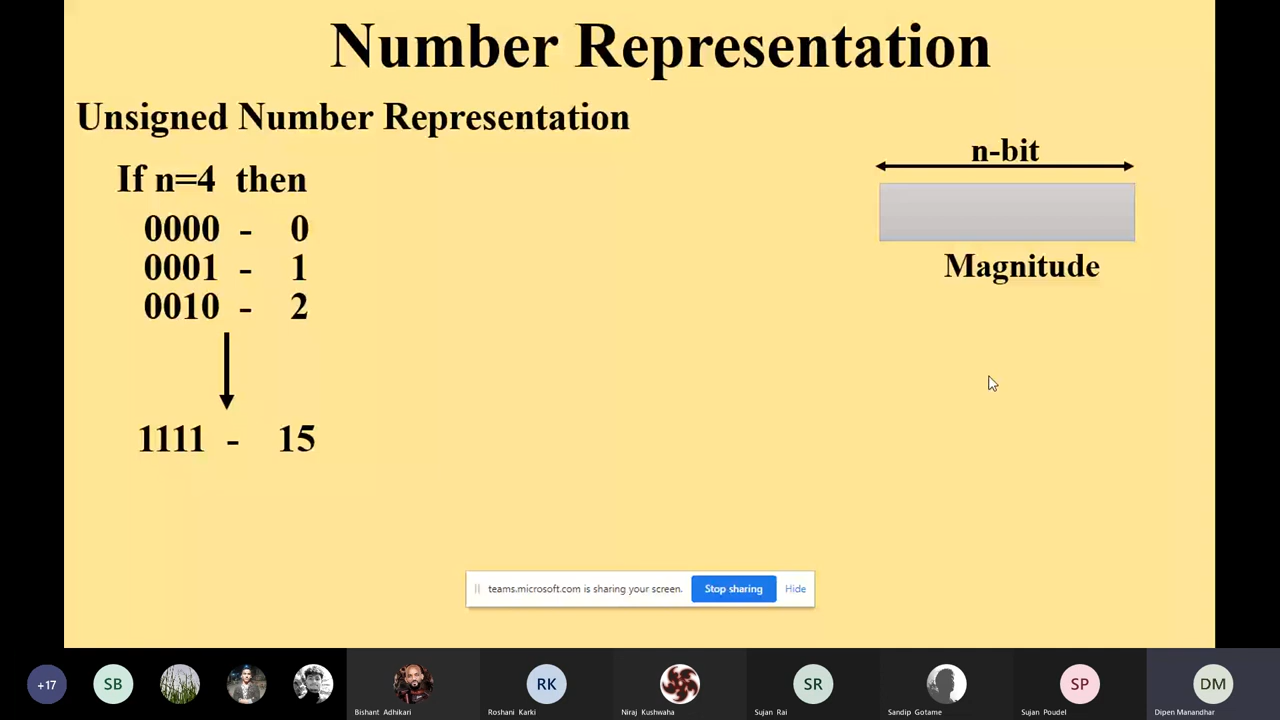 Number Representation
Unsigned Number Representation
If n=4 then
0000 - 0
0001 - 1
0010 - 2
1111 - 15
n-bit
Magnitude
teams.microsoft.com is sharing your screen.
Stop sharing
Hide
+17
SB
RK
SR
SP
DM
Bishant Adhikari
Roshani Karki
Niraj Kushwaha
Sujan Rai
Sandip Gotame
Sujan Poudel
Dipen Manandhar